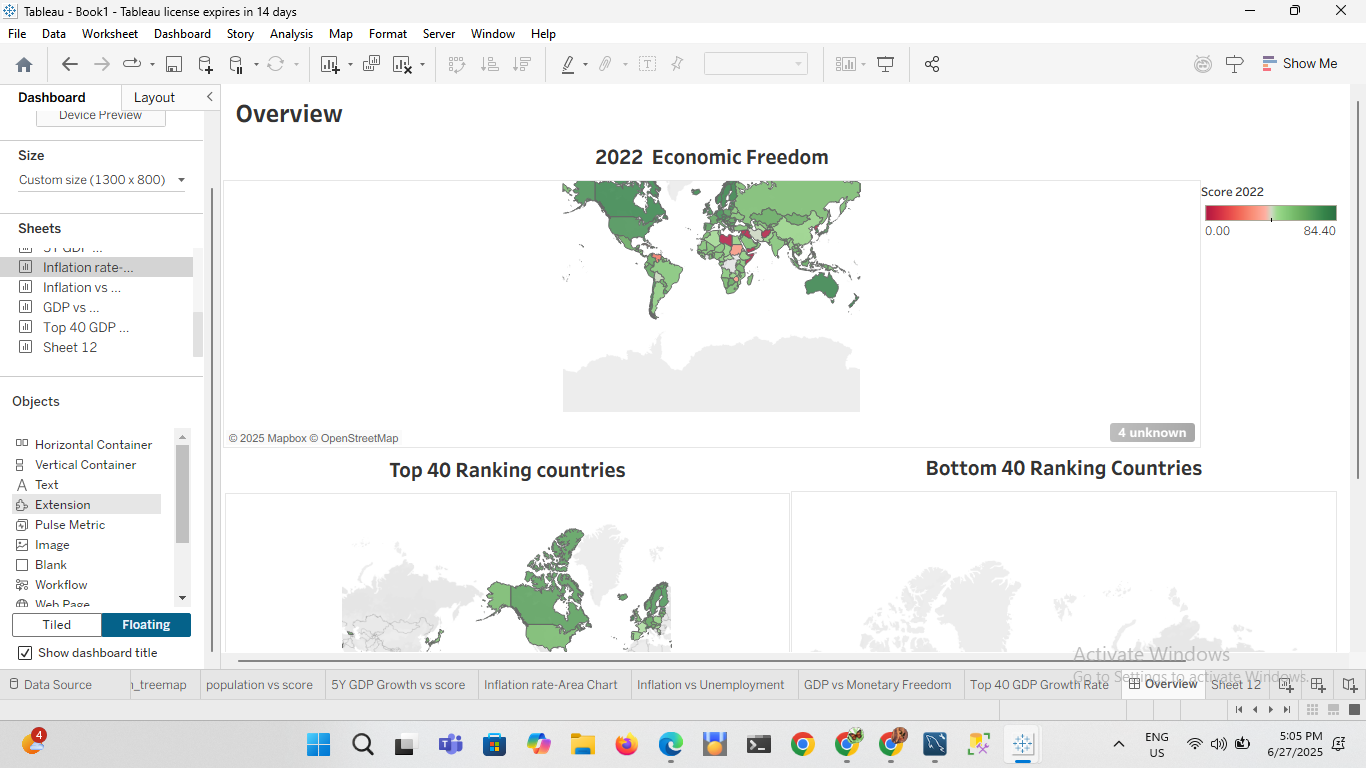 Tableau - Book1 - Tableau license expires in 14 days
File Data Worksheet Dashboard Story Analysis Map Format Server Window Help
Show Me
Dashboard Layout
Device Preview
Size
Custom size (1300 x 800)
Sheets
Inflation rate-...
Inflation vs ...
GDP vs ...
Top 40 GDP ...
Sheet 12
Objects
Horizontal Container
Vertical Container
Text
Extension
Pulse Metric
Image
Blank
Workflow
Web Page
Tiled Floating
Show dashboard title
Overview
2022 Economic Freedom
Score 2022
0.00 84.40
© 2025 Mapbox © OpenStreetMap
4 unknown
Top 40 Ranking countries
Bottom 40 Ranking Countries
Activate Windows
Go to Settings to activate Windows.
Data Source _treemap population vs score 5Y GDP Growth vs score Inflation rate-Area Chart Inflation vs Unemployment GDP vs Monetary Freedom Top 40 GDP Growth Rate Overview Sheet 12
4
ENG
US
5:05 PM
6/27/2025